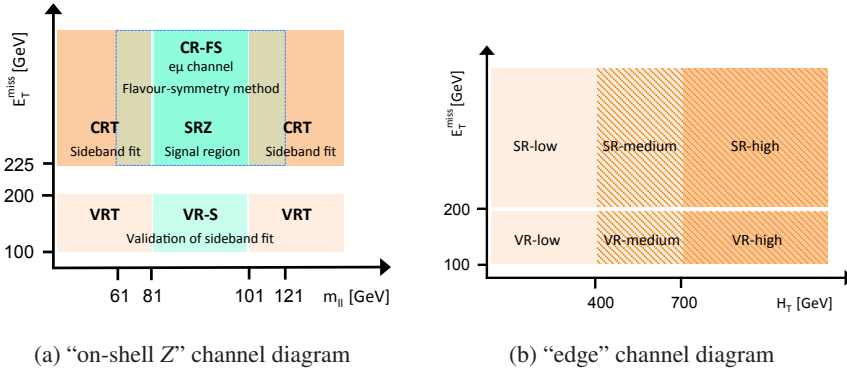 E_T^miss [GeV]
CR-FS
eμ channel
Flavour-symmetry method
CRT SRZ CRT
Sideband fit Signal region Sideband fit
225
200
VRT VR-S VRT
Validation of sideband fit
100
61 81 101 121 m_ll [GeV]
(a) “on-shell Z” channel diagram
E_T^miss [GeV]
SR-low SR-medium SR-high
200
VR-low VR-medium VR-high
100
400 700 H_T [GeV]
(b) “edge” channel diagram